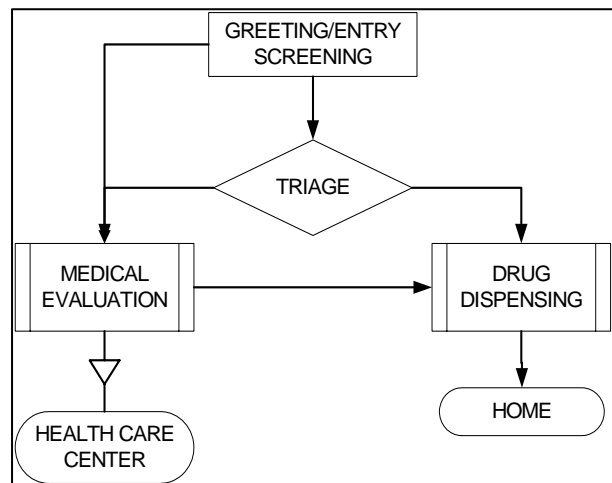 GREETING/ENTRY
SCREENING
TRIAGE
MEDICAL
EVALUATION
DRUG
DISPENSING
HEALTH CARE
CENTER
HOME